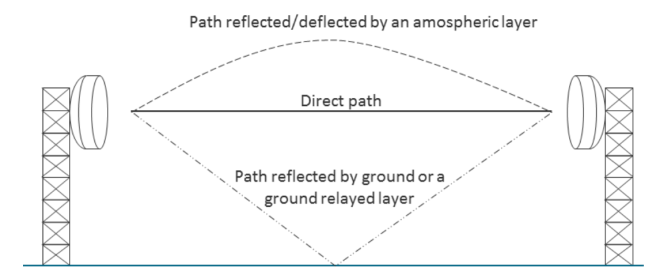 Path reflected/deflected by an amospheric layer
Direct path
Path reflected by ground or a
ground relayed layer